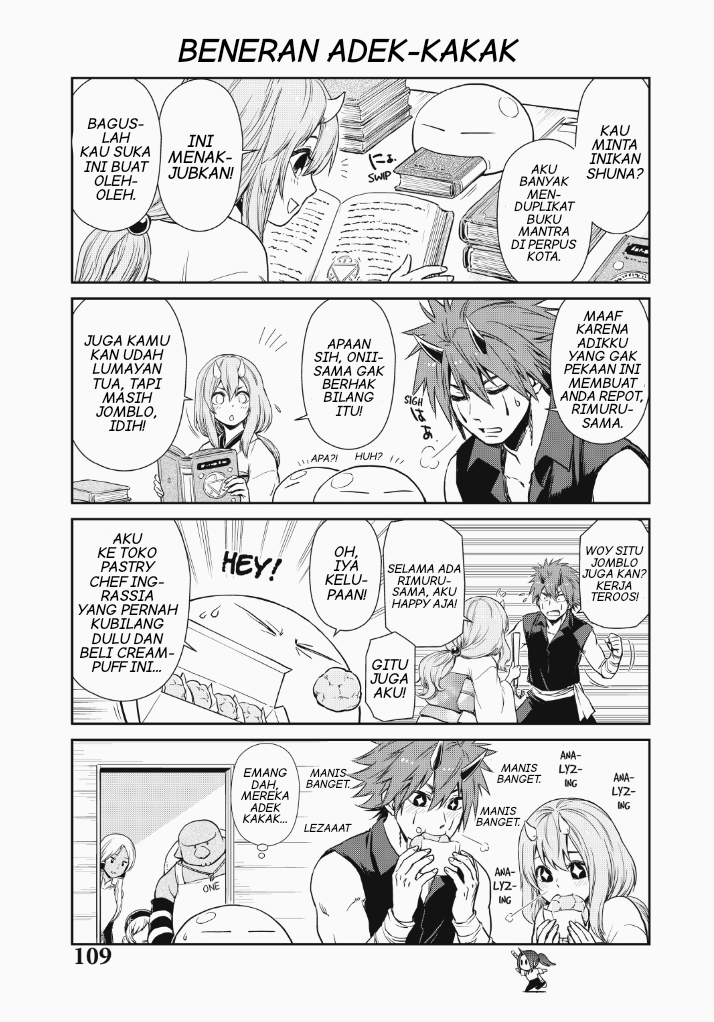 BENERAN ADEK-KAKAK
KAU
MINTA
INIKAN
SHUNA?
AKU
BANYAK
MEN-
DUPLIKAT
BUKU
MANTRA
DI PERPUS
KOTA.
にょ
SWIP
INI
MENAK-
JUBKAN!
BAGUS-
LAH
KAU SUKA
INI BUAT
OLEH-
OLEH.
MAAF
KARENA
ADIKKU
YANG GAK
PEKAAN INI
MEMBUAT
ANDA REPOT,
RIMURU-
SAMA.
SIGH
はぁ
APAAN
SIH, ONII-
SAMA GAK
BERHAK
BILANG
ITU!
APA?!
HUH?
JUGA KAMU
KAN UDAH
LUMAYAN
TUA, TAPI
MASIH
JOMBLO,
IDIH!
WOY SITU
JOMBLO
JUGA KAN?
KERJA
TEROOS!
SELAMA ADA
RIMURU-
SAMA, AKU
HAPPY AJA!
GITU
JUGA
AKU!
OH,
IYA
KELU-
PAAN!
HEY!
AKU
KE TOKO
PASTRY
CHEF ING-
RASSIA
YANG PERNAH
KUBILANG
DULU DAN
BELI CREAM-
PUFF INI...
ANA-
LYZ-
ING
ANA-
LYZ-
ING
ANA-
LYZ-
ING
MANIS
BANGET.
MANIS
BANGET.
MANIS
BANGET.
LEZAAAT
EMANG
DAH,
MEREKA
ADEK
KAKAK...
ONE
109